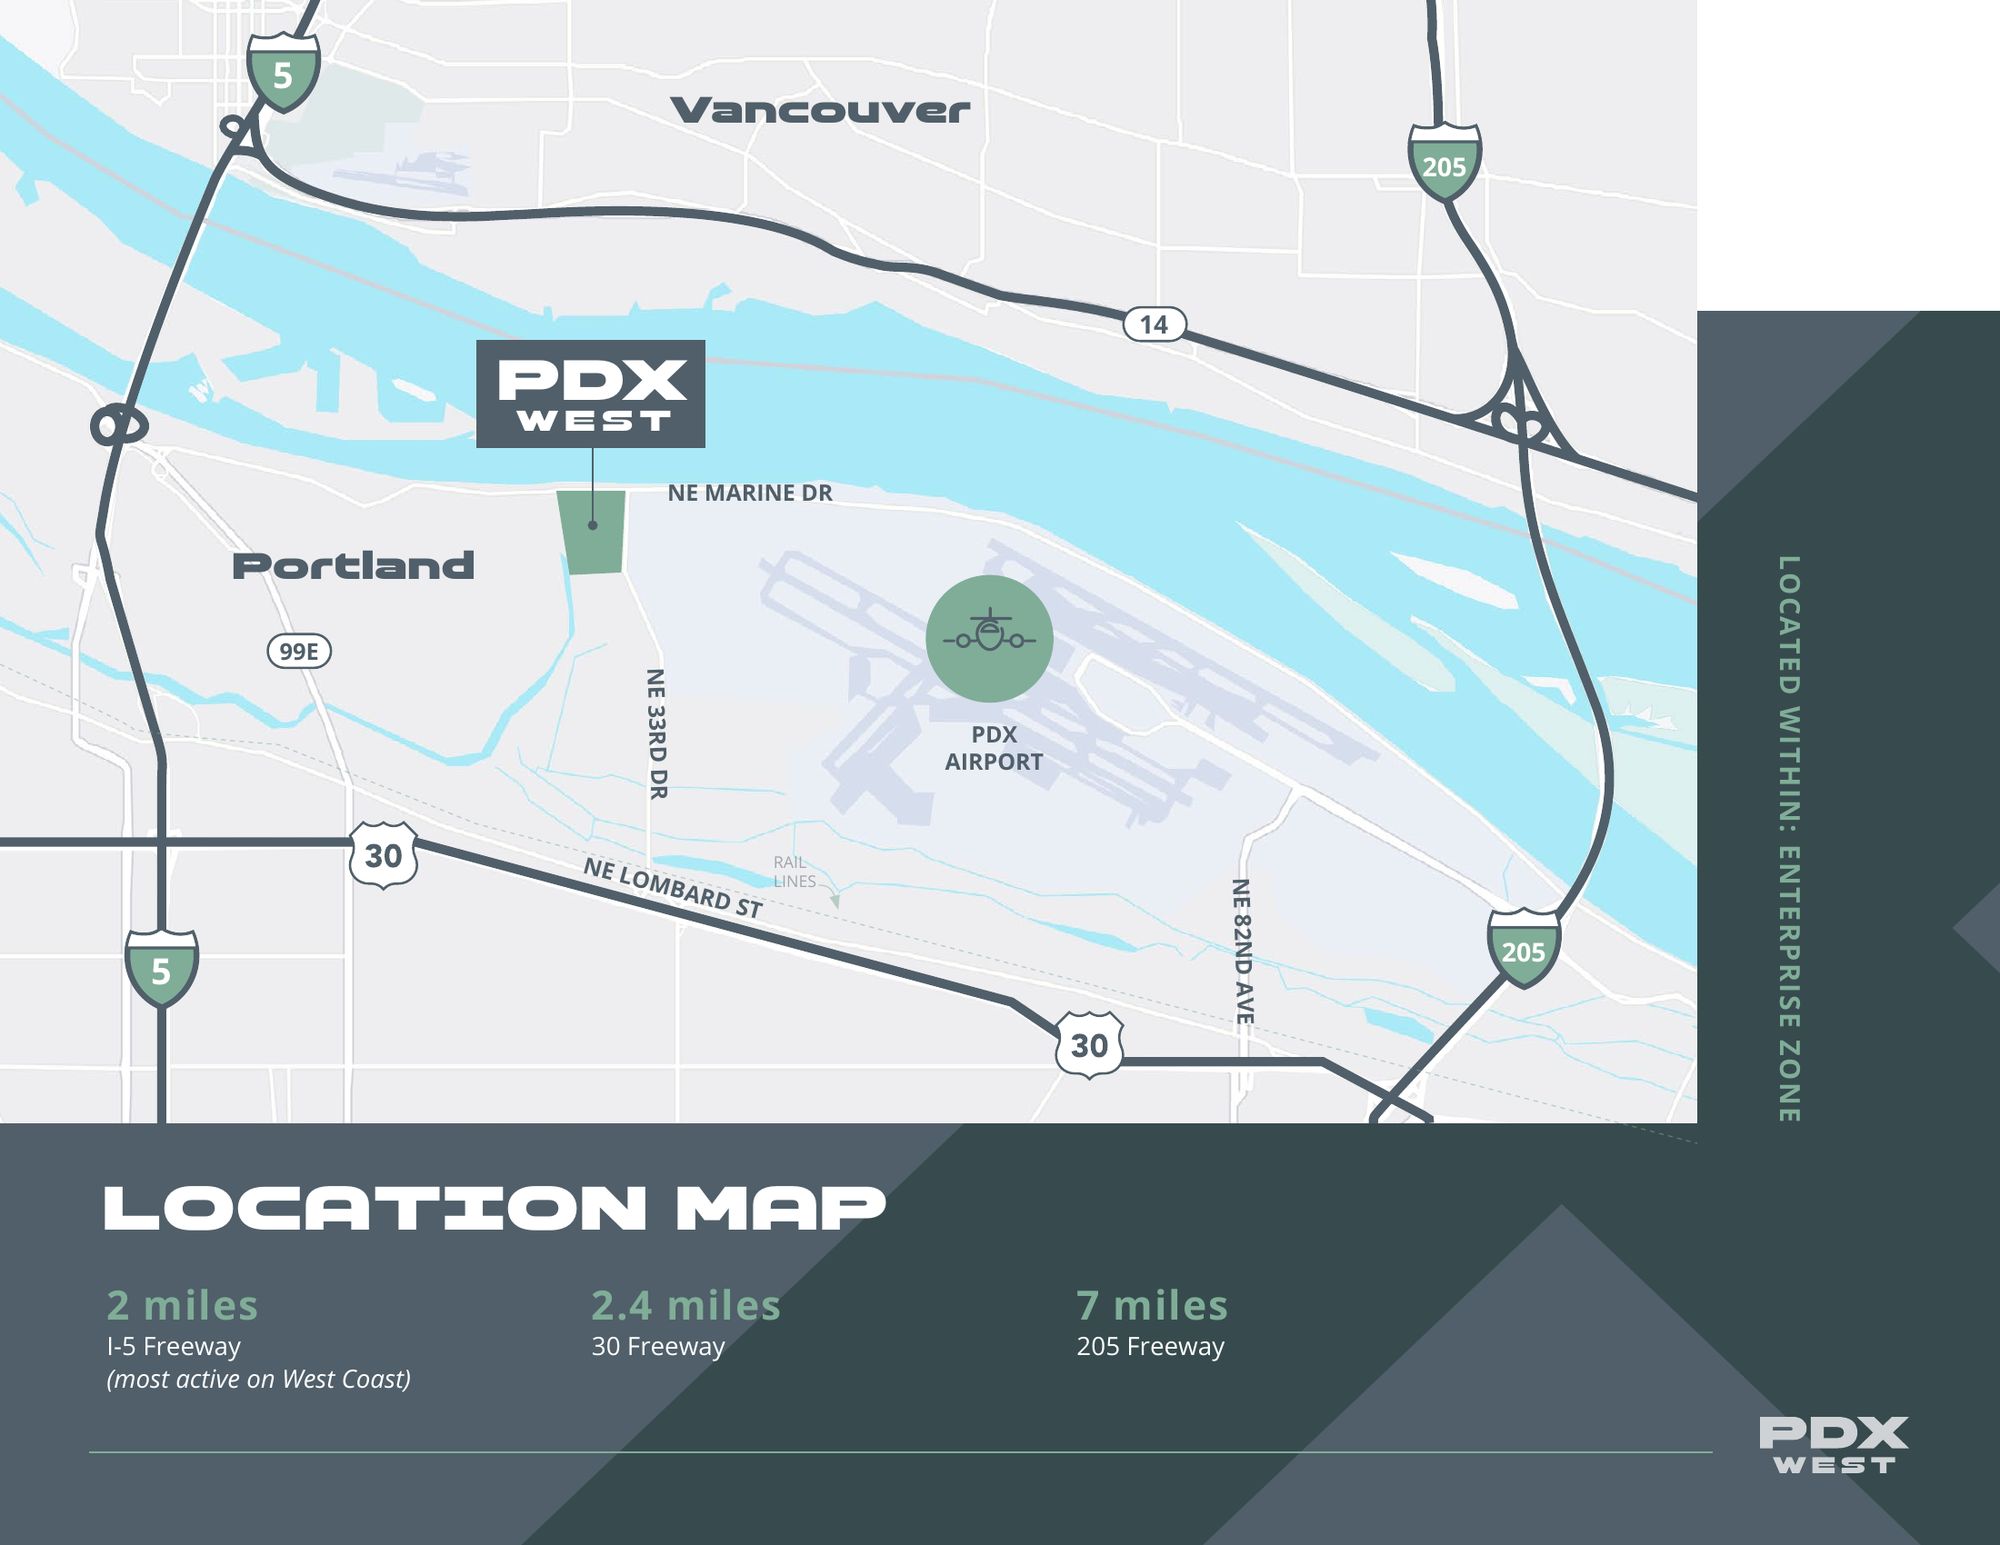 5
Vancouver
205
14
PDX
WEST
NE MARINE DR
Portland
99E
NE 33RD DR
PDX
AIRPORT
30
NE LOMBARD ST
RAIL
LINES
NE 82ND AVE
5
205
30
LOCATED WITHIN: ENTERPRISE ZONE
LOCATION MAP
2 miles
I-5 Freeway
(most active on West Coast)
2.4 miles
30 Freeway
7 miles
205 Freeway
PDX
WEST